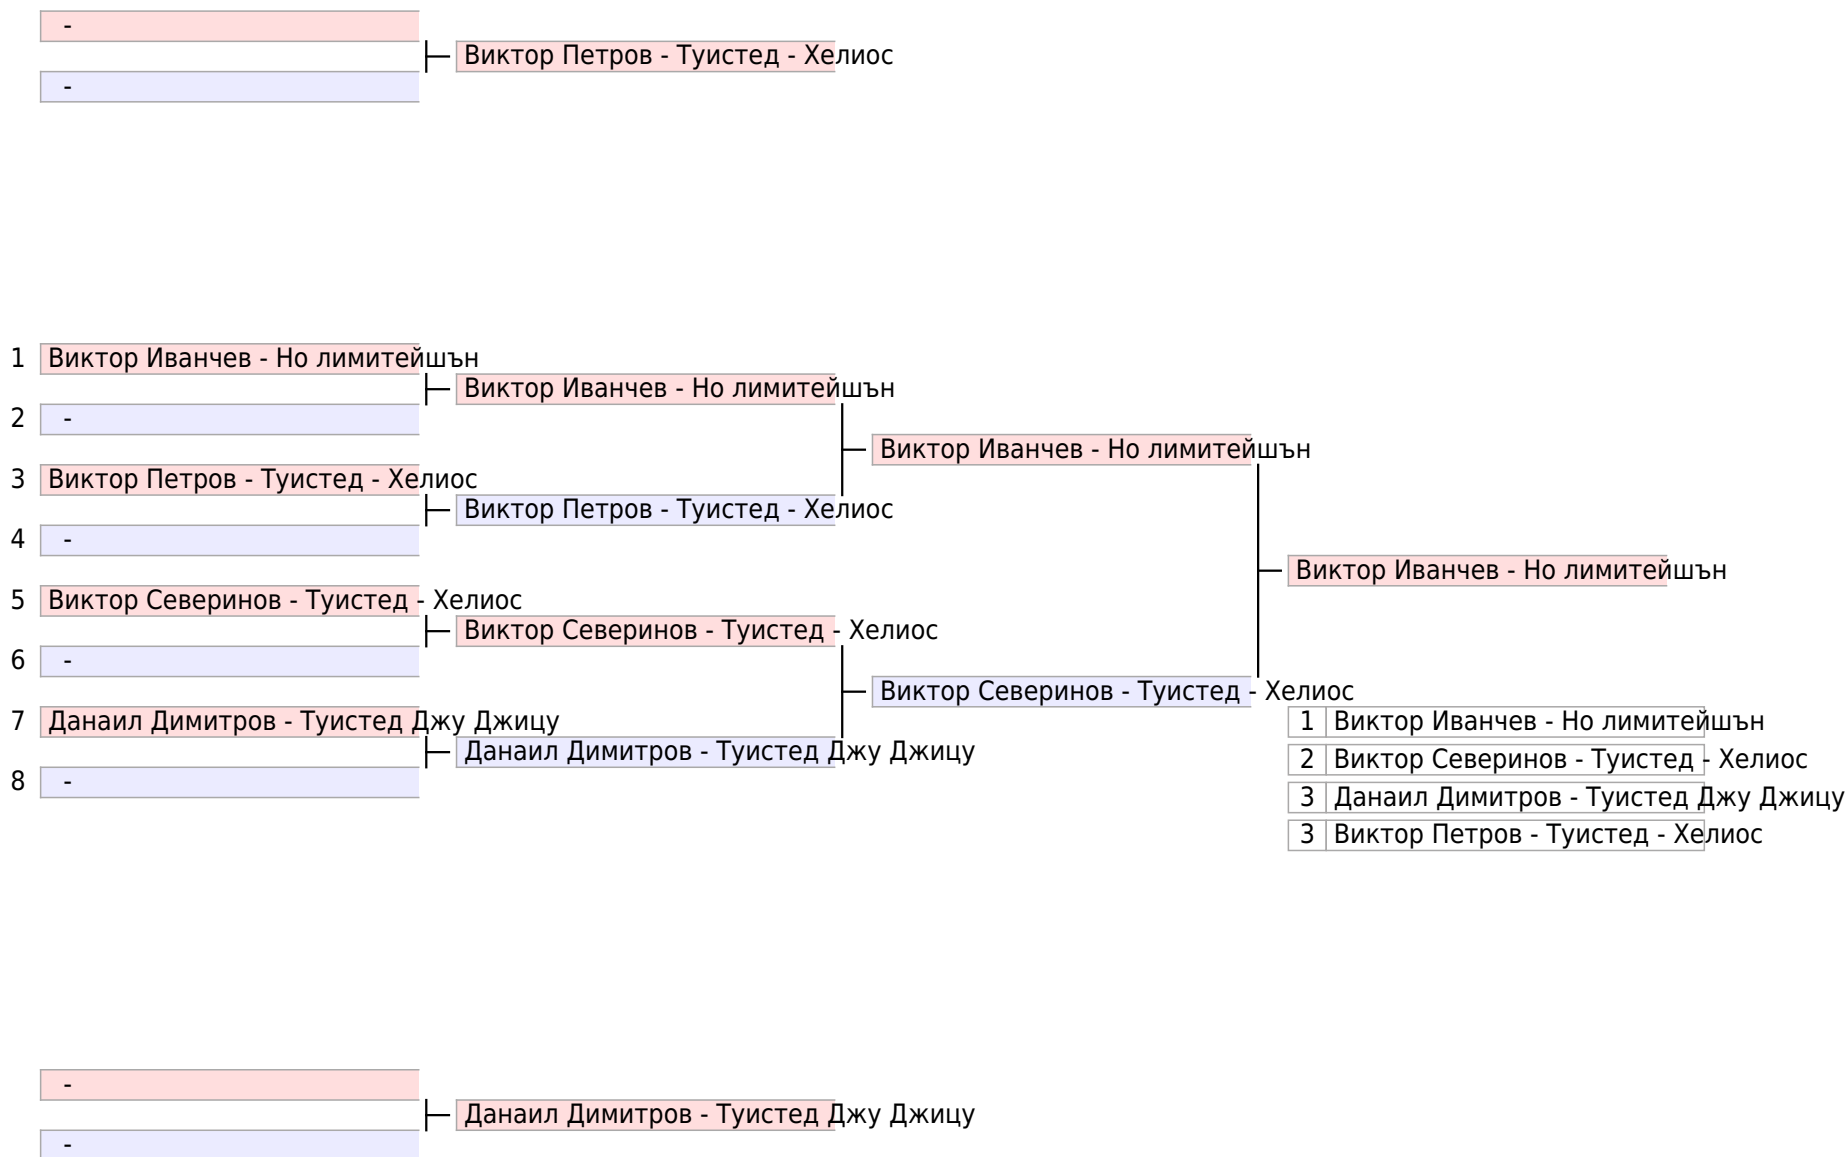 -
Виктор Петров - Туистед - Хелиос
-
1 Виктор Иванчев - Но лимитейшън
Виктор Иванчев - Но лимитейшън
2 -
Виктор Иванчев - Но лимитейшън
3 Виктор Петров - Туистед - Хелиос
Виктор Петров - Туистед - Хелиос
4 -
Виктор Иванчев - Но лимитейшън
5 Виктор Северинов - Туистед - Хелиос
Виктор Северинов - Туистед - Хелиос
6 -
Виктор Северинов - Туистед - Хелиос
7 Данаил Димитров - Туистед Джу Джицу
Данаил Димитров - Туистед Джу Джицу
8 -
1 Виктор Иванчев - Но лимитейшън
2 Виктор Северинов - Туистед - Хелиос
3 Данаил Димитров - Туистед Джу Джицу
3 Виктор Петров - Туистед - Хелиос
-
Данаил Димитров - Туистед Джу Джицу
-